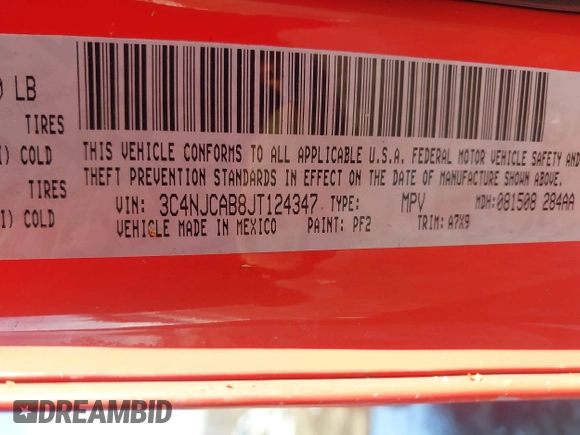 0 LB
TIRES
I) COLD
TIRES
I) COLD
THIS VEHICLE CONFORMS TO ALL APPLICABLE U.S.A. FEDERAL MOTOR VEHICLE SAFETY AND
THEFT PREVENTION STANDARDS IN EFFECT ON THE DATE OF MANUFACTURE SHOWN ABOVE.
VIN: 3C4NJCAB8JT124347 TYPE: MPV MDH: 081508 284AA
VEHICLE MADE IN MEXICO PAINT: PF2 TRIM: A7X9
DREAMBID